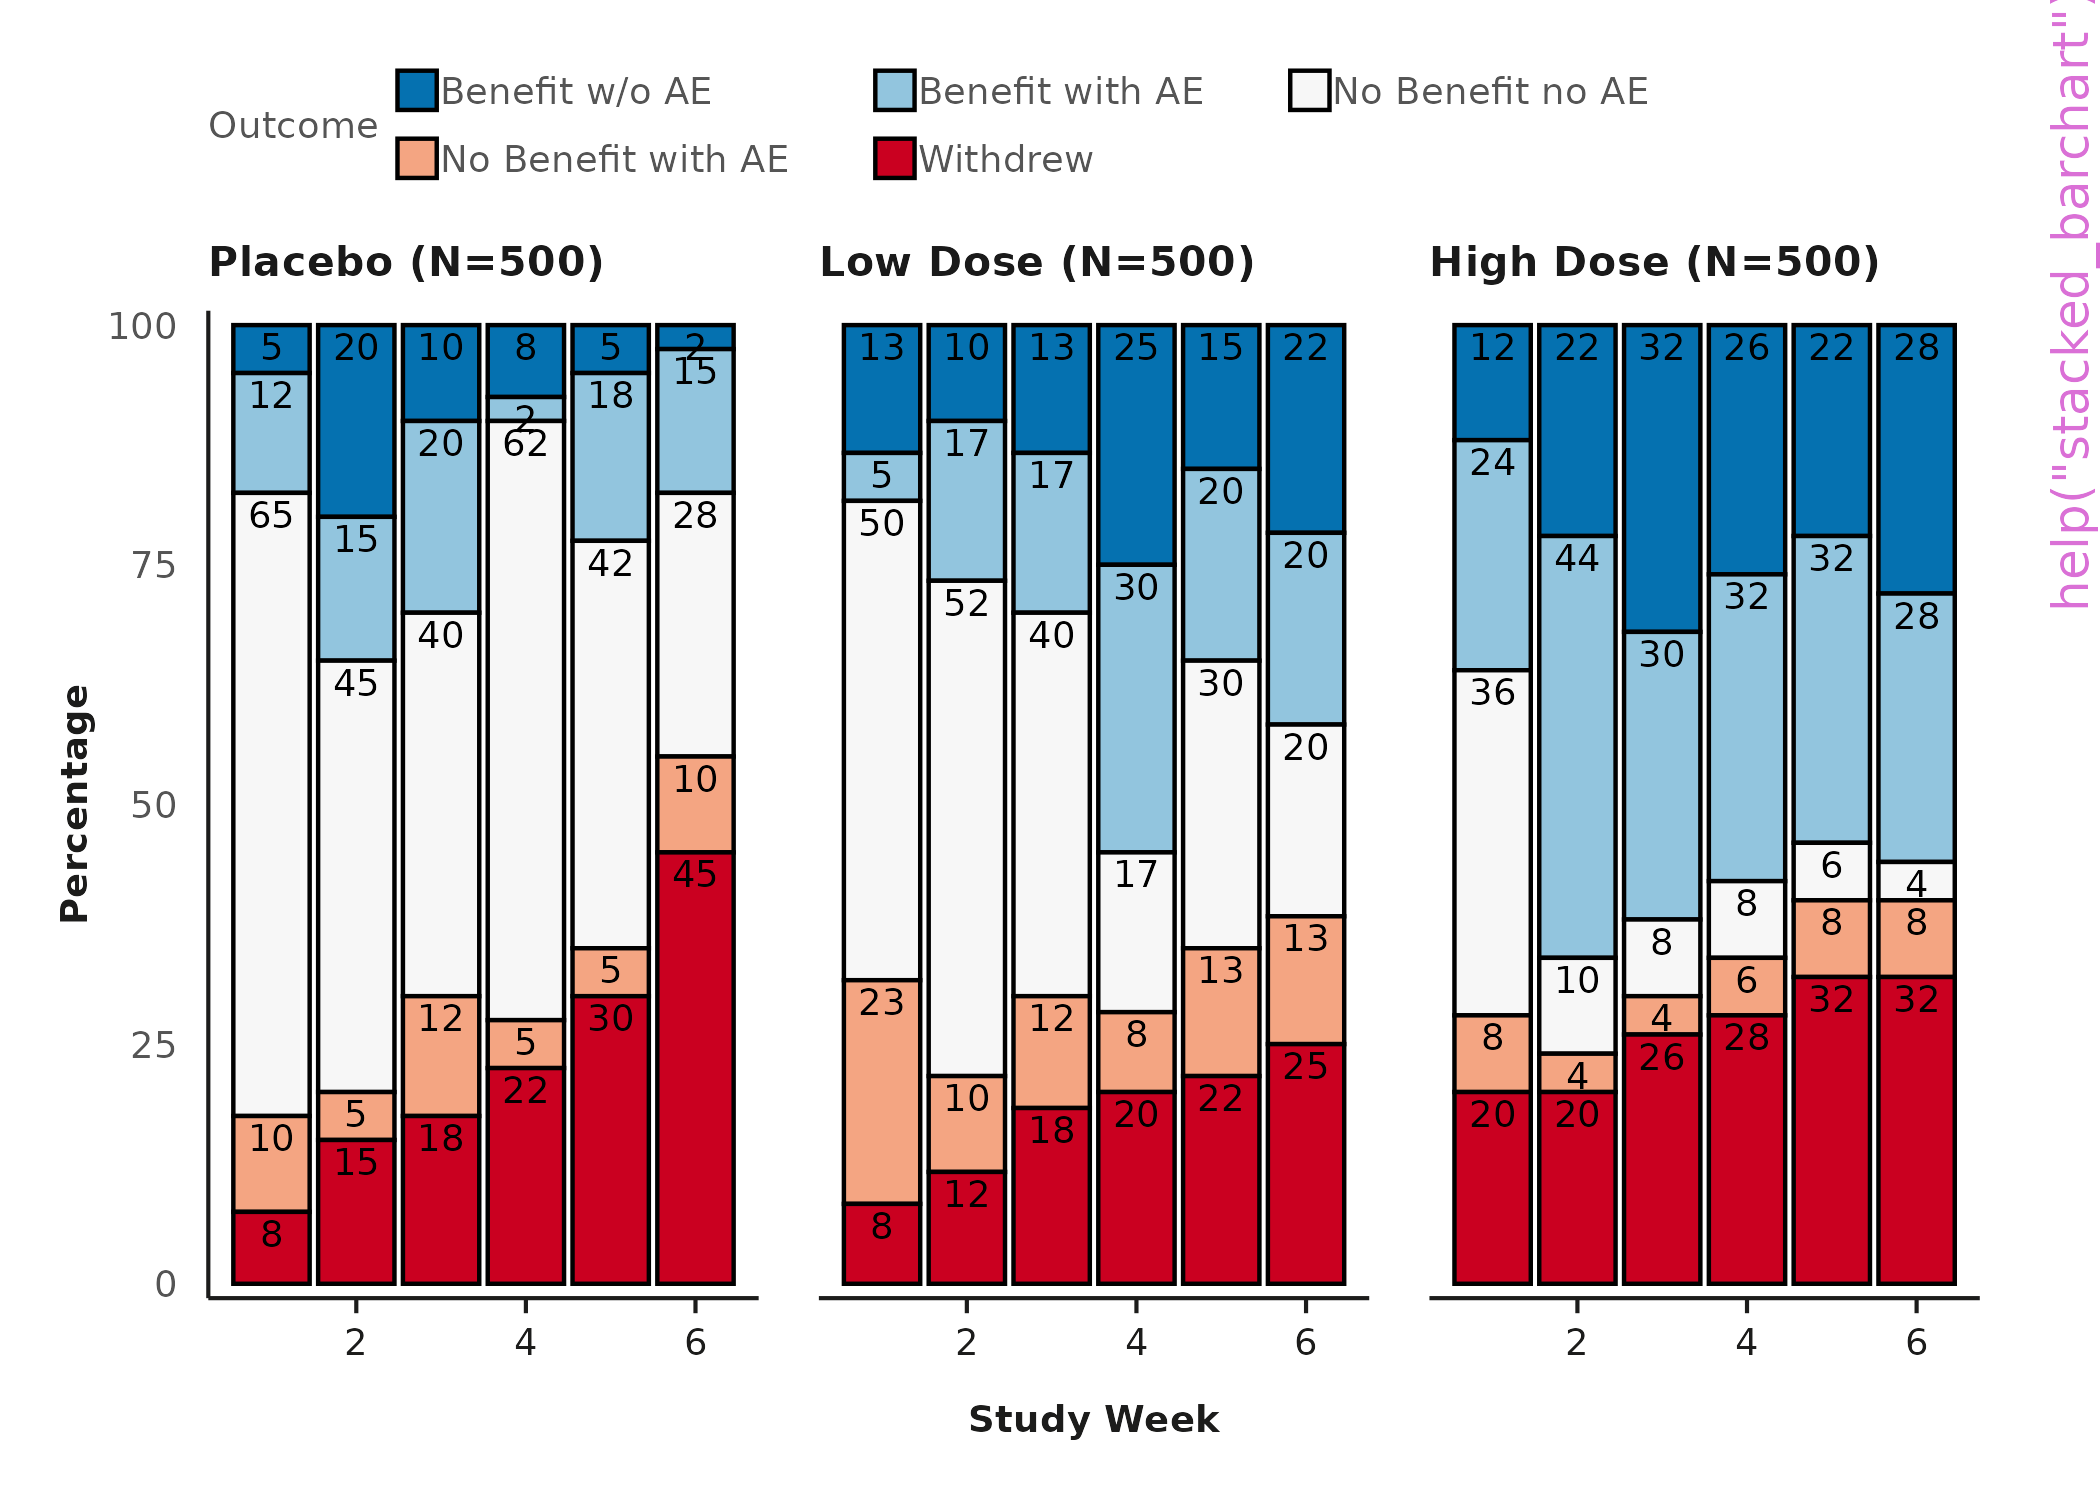 Outcome
Benefit w/o AE
Benefit with AE
No Benefit no AE
No Benefit with AE
Withdrew
Placebo (N=500)
Low Dose (N=500)
High Dose (N=500)
Percentage
100
75
50
25
0
5 20 10 8 5 2
12 15 20 2 18 15
65 45 40 62 42 28
10 5 12 5 5 10
8 15 18 22 30 45
13 10 13 25 15 22
5 17 17 30 20 20
50 52 40 17 30 20
23 10 12 8 13 13
8 12 18 20 22 25
12 22 32 26 22 28
24 44 30 32 32 28
36 10 8 8 6 4
8 4 4 6 8 8
20 20 26 28 32 32
2 4 6
2 4 6
2 4 6
Study Week
help("stacked_barchart")